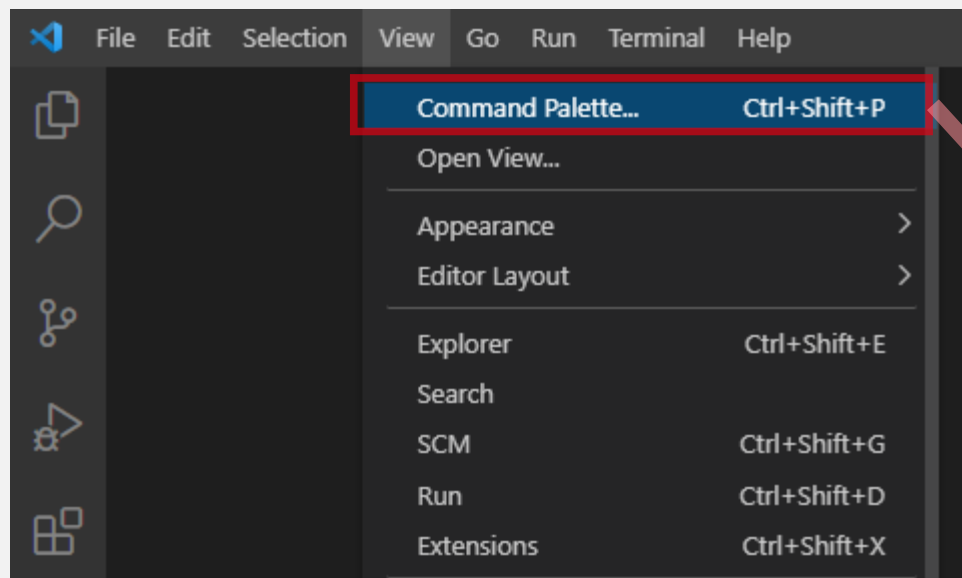 File Edit Selection View Go Run Terminal Help
Command Palette... Ctrl+Shift+P
Open View...
Appearance
Editor Layout
Explorer Ctrl+Shift+E
Search
SCM Ctrl+Shift+G
Run Ctrl+Shift+D
Extensions Ctrl+Shift+X